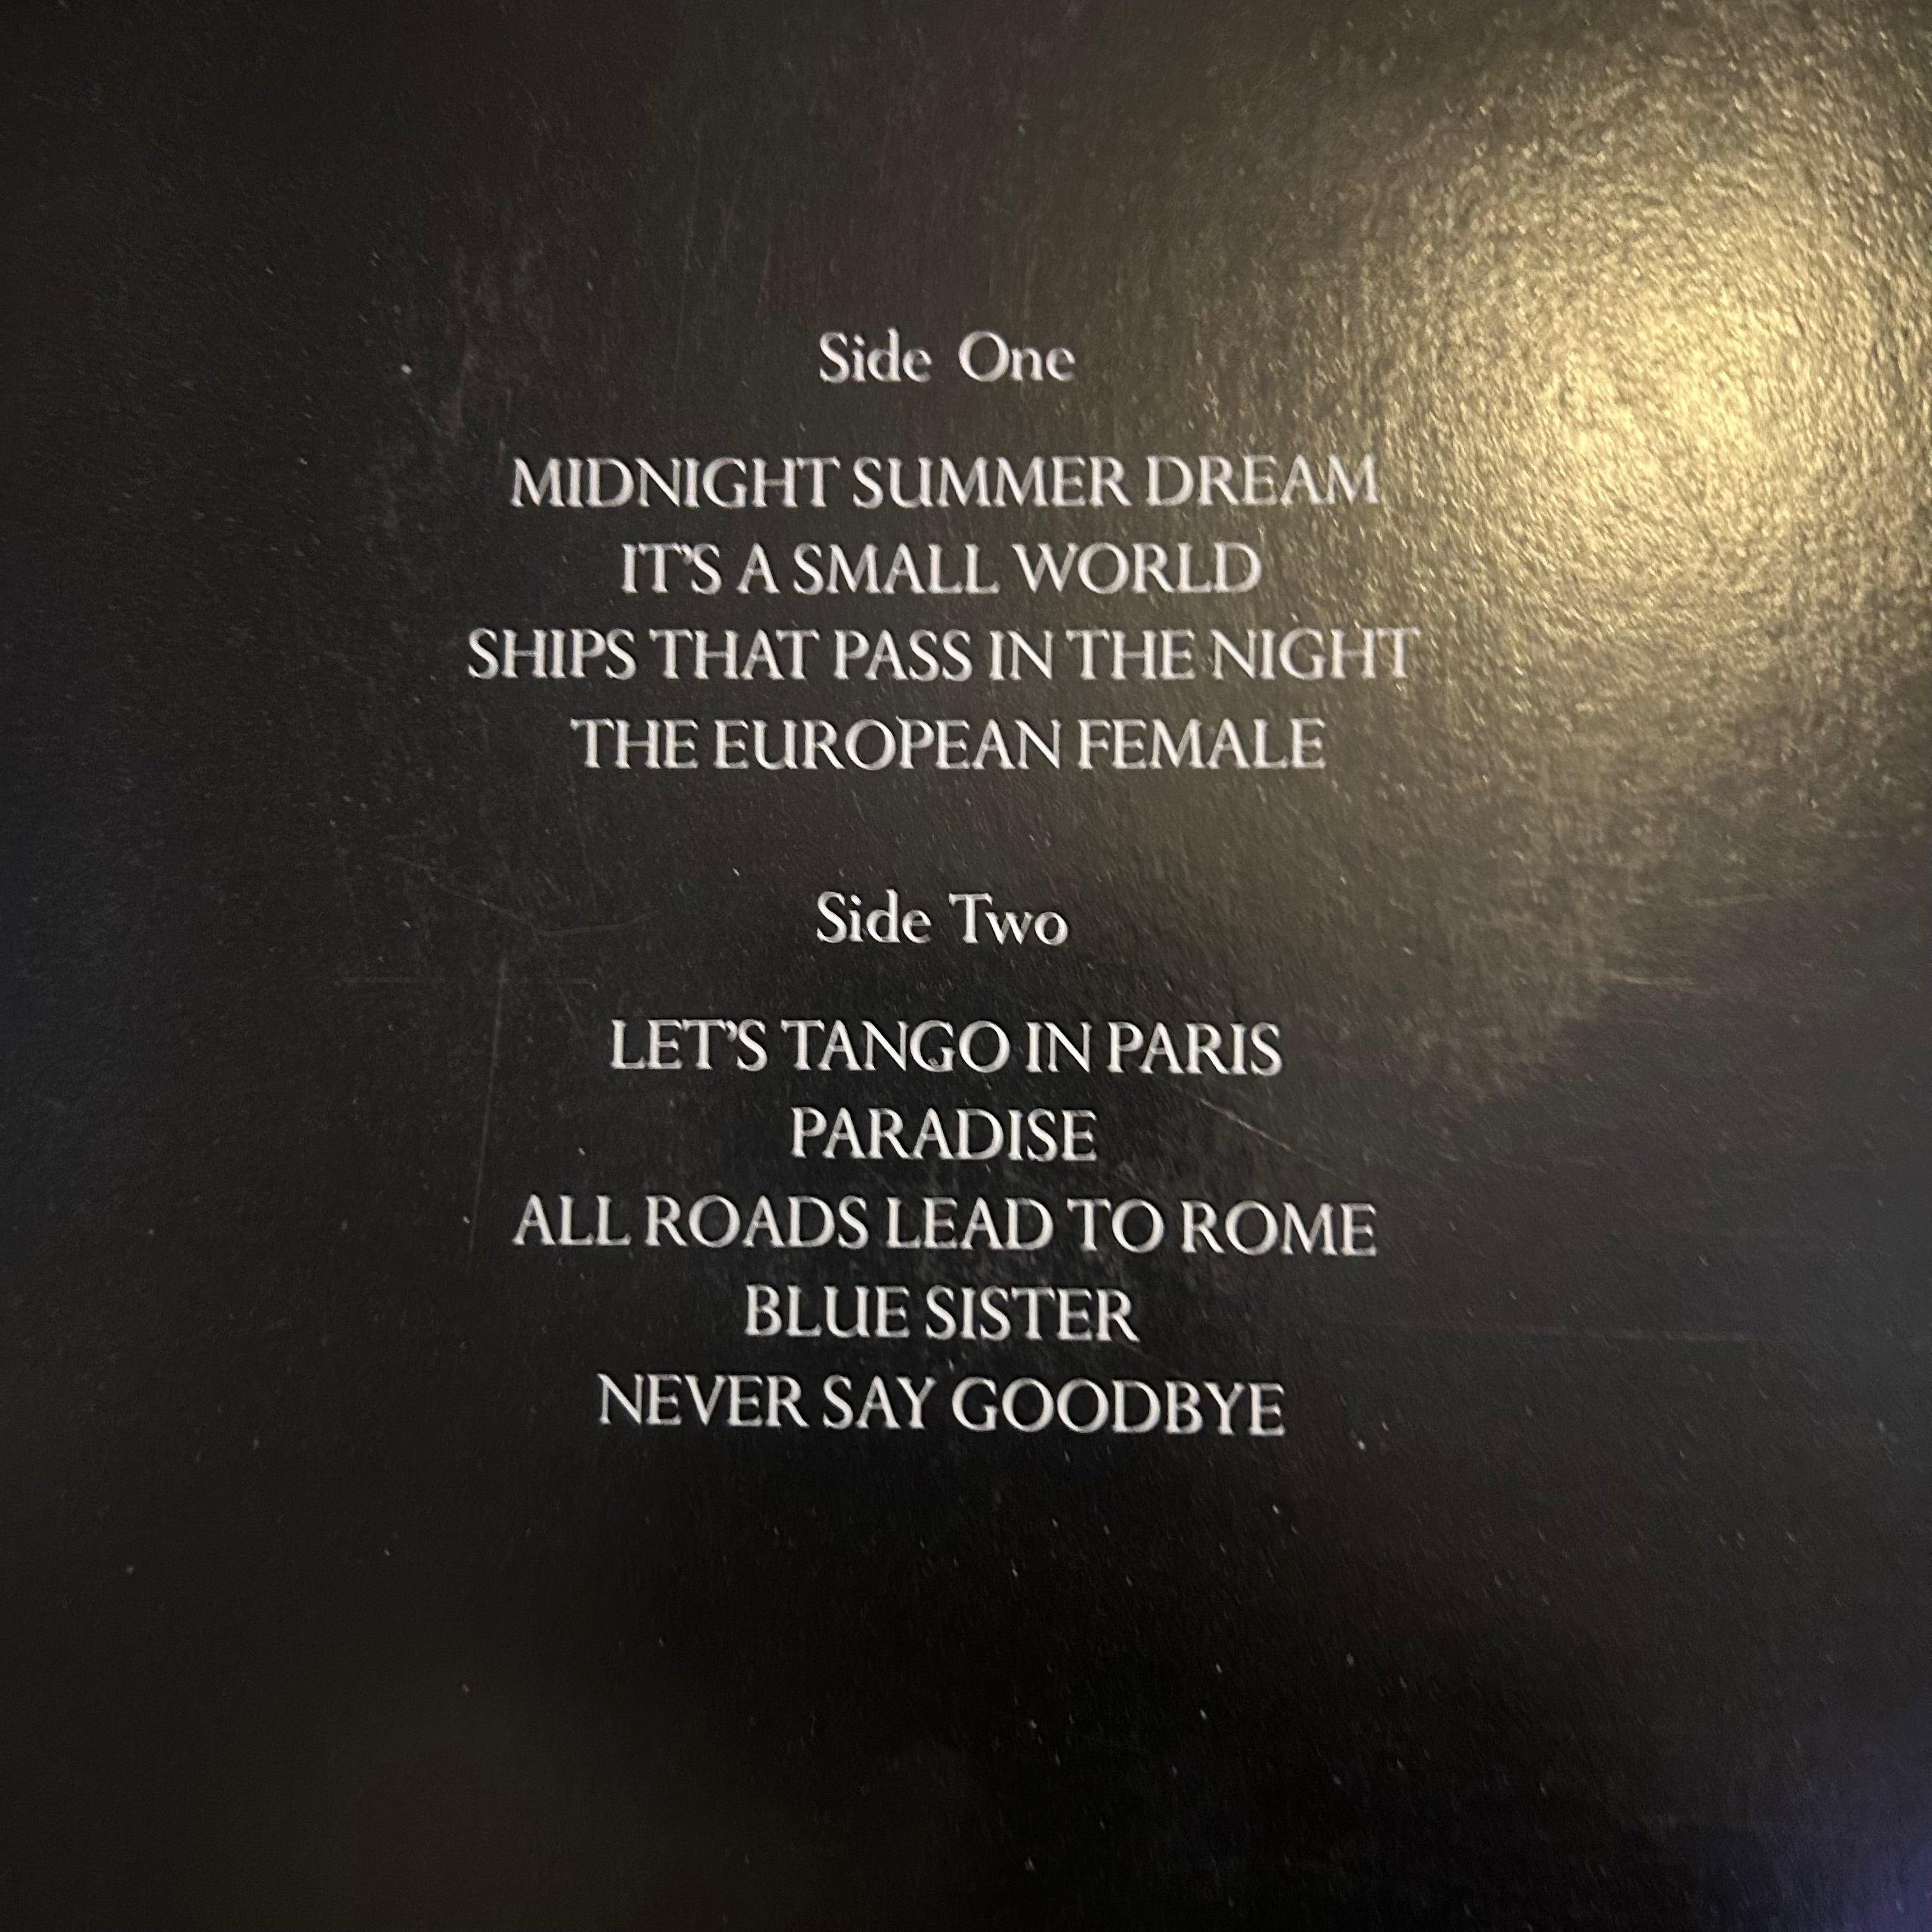 Side One
MIDNIGHT SUMMER DREAM
IT'S A SMALL WORLD
SHIPS THAT PASS IN THE NIGHT
THE EUROPEAN FEMALE
Side Two
LET'S TANGO IN PARIS
PARADISE
ALL ROADS LEAD TO ROME
BLUE SISTER
NEVER SAY GOODBYE